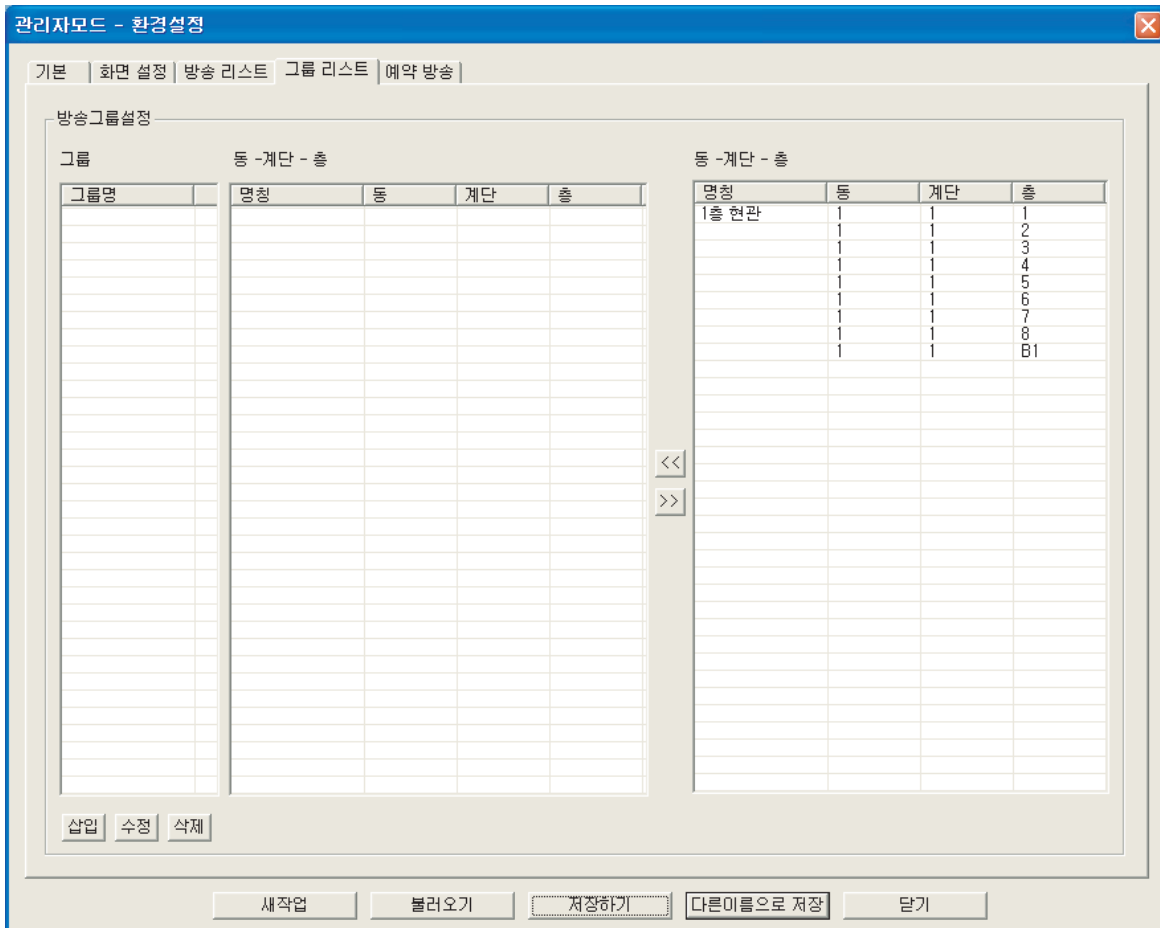 관리자모드 - 환경설정
기본 화면 설정 방송 리스트 그룹 리스트 예약 방송
방송그룹설정
그룹 동 -계단 - 층 동 -계단 - 층
그룹명 명칭 동 계단 층 명칭 동 계단 층
1층 현관 1 1 1
1 1 2
1 1 3
1 1 4
1 1 5
1 1 6
1 1 7
1 1 8
1 1 B1
<<
>>
삽입 수정 삭제
새작업 불러오기 저장하기 다른이름으로 저장 닫기